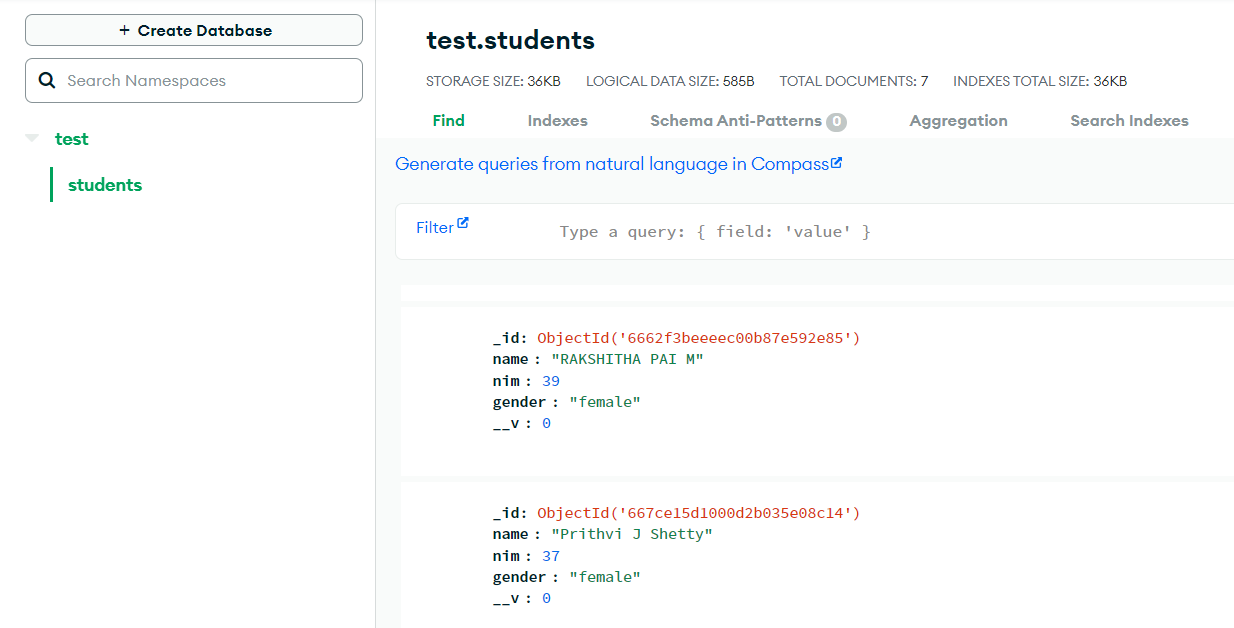 + Create Database
Search Namespaces
test
students
test.students
STORAGE SIZE: 36KB LOGICAL DATA SIZE: 585B TOTAL DOCUMENTS: 7 INDEXES TOTAL SIZE: 36KB
Find Indexes Schema Anti-Patterns 0 Aggregation Search Indexes
Generate queries from natural language in Compass
Filter Type a query: { field: 'value' }
_id: ObjectId('6662f3beeeec00b87e592e85')
name : "RAKSHITHA PAI M"
nim : 39
gender : "female"
__v : 0
_id: ObjectId('667ce15d1000d2b035e08c14')
name : "Prithvi J Shetty"
nim : 37
gender : "female"
__v : 0